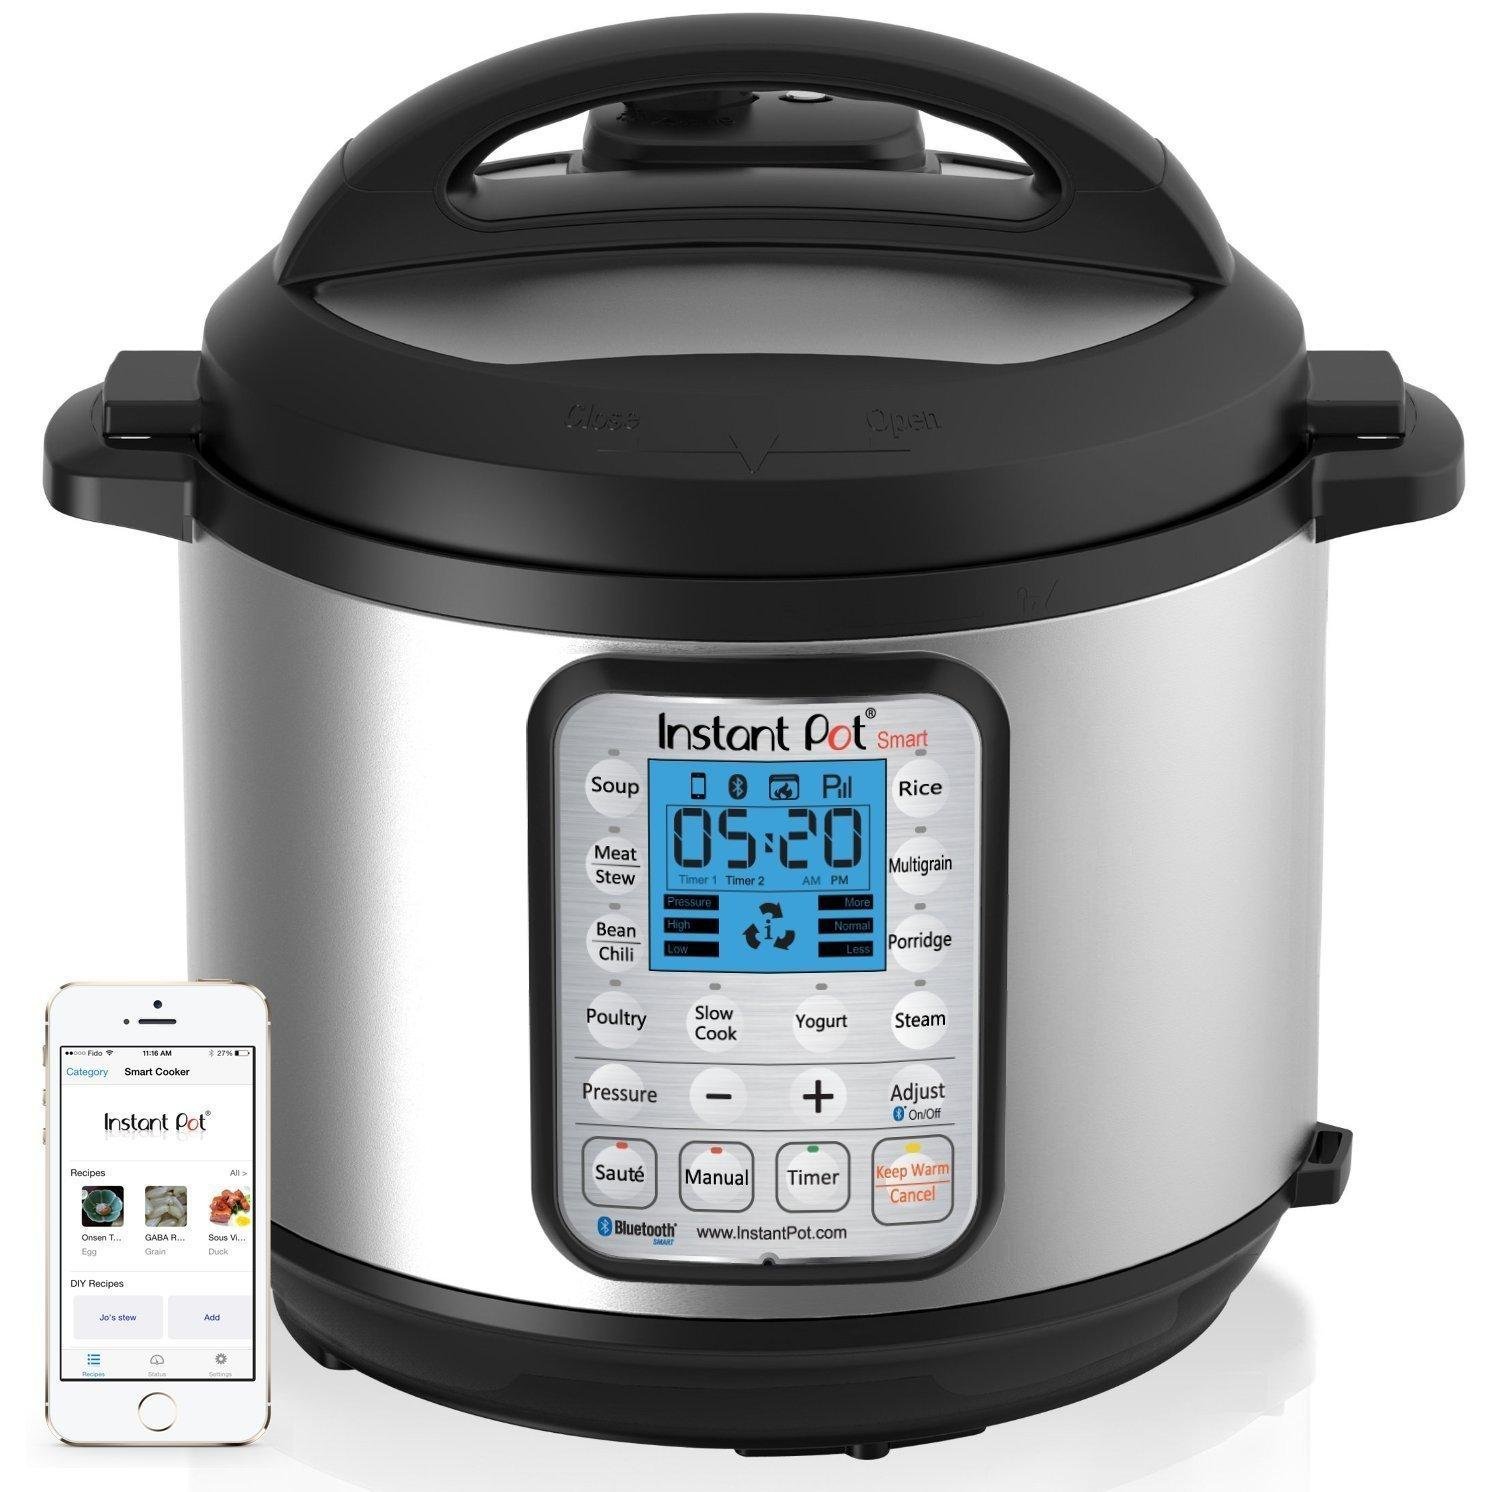 Close Open
Instant Pot® Smart
Soup
Rice
05:20
Timer 1 Timer 2 AM PM
Meat
Stew
Multigrain
Pressure More
High Normal
Low Less
i
Bean
Chili
Porridge
Poultry
Slow
Cook
Yogurt
Steam
Pressure
−
+
Adjust
On/Off
Sauté
Manual
Timer
Keep Warm
Cancel
Bluetooth®
SMART
www.InstantPot.com
Fido 11:16 AM 27%
Category Smart Cooker
Instant Pot®
Recipes All >
Onsen T... GABA R... Sous Vi...
Egg Grain Duck
DIY Recipes
Jo's stew Add
Recipes Status Settings